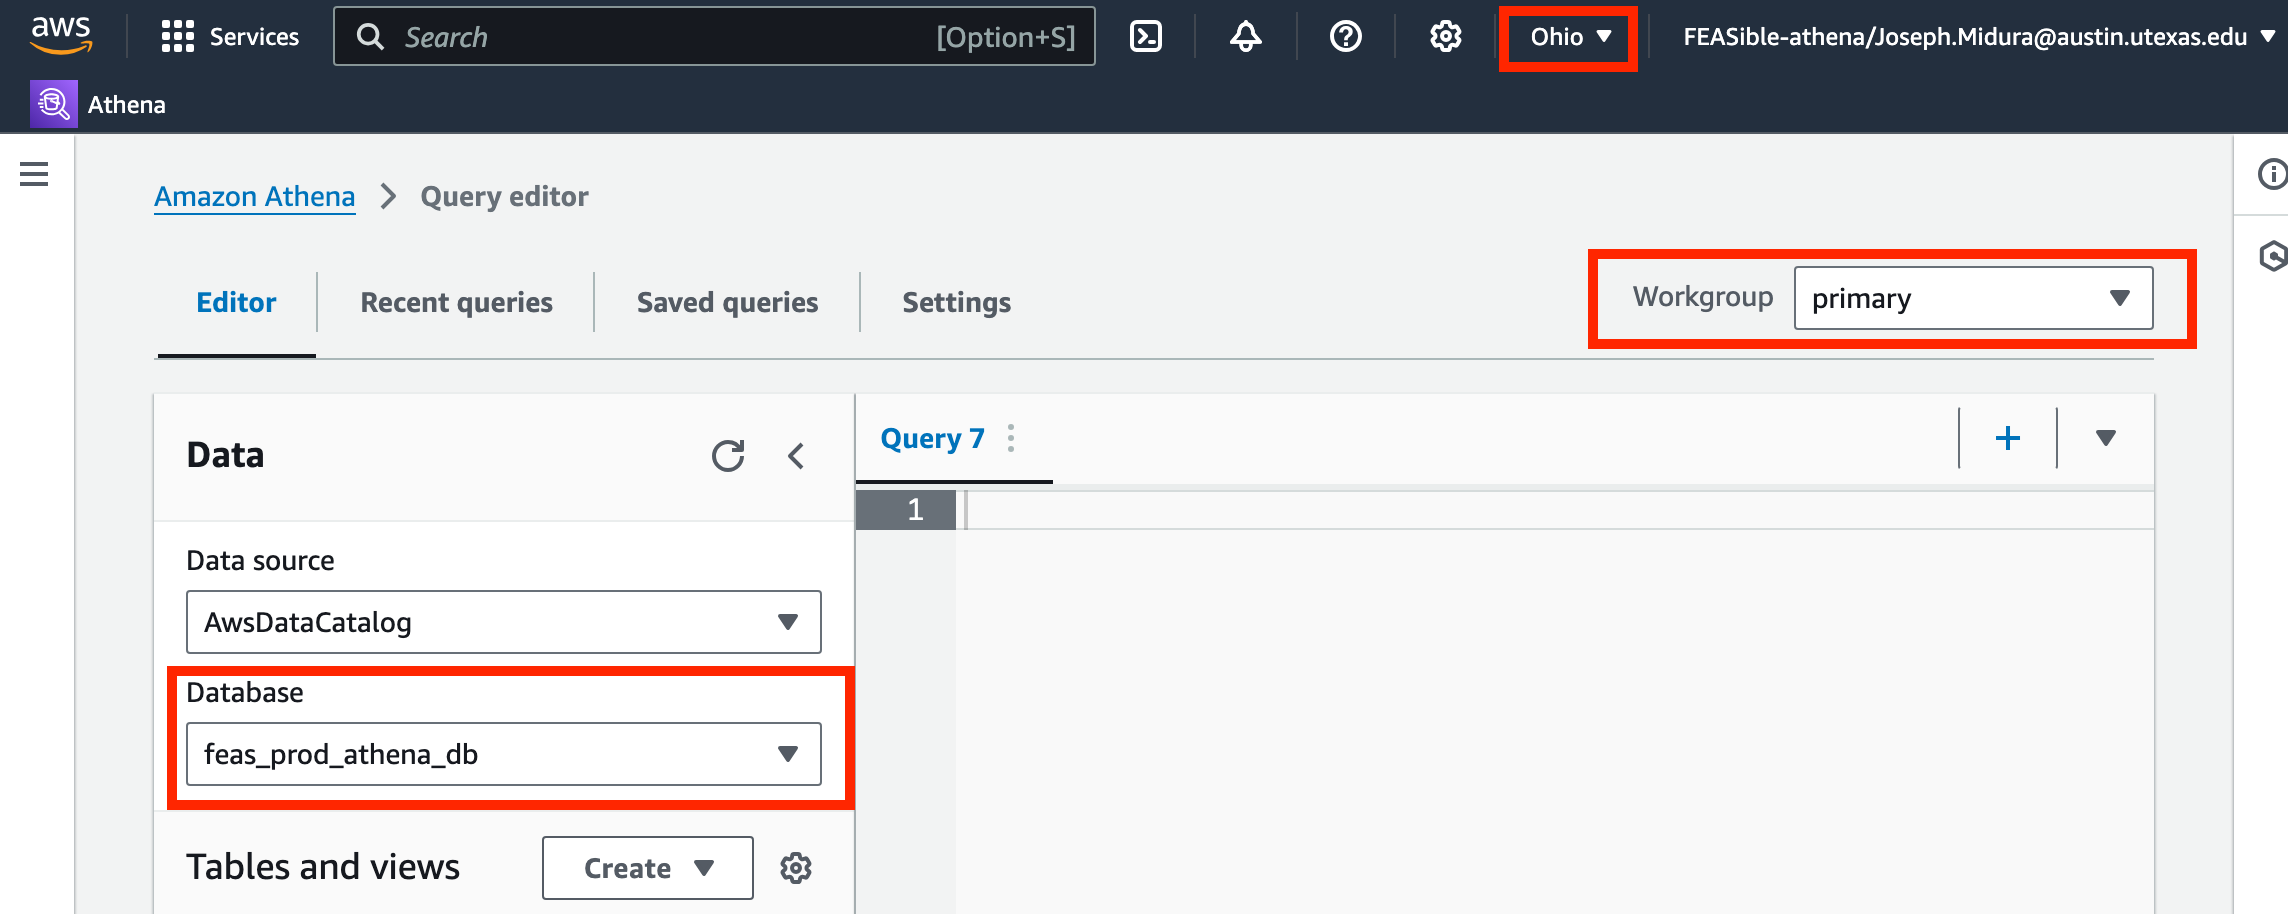 aws Services Search [Option+S] Ohio FEASible-athena/Joseph.Midura@austin.utexas.edu
Athena
Amazon Athena Query editor
Editor Recent queries Saved queries Settings Workgroup primary
Data Query 7
1
Data source
AwsDataCatalog
Database
feas_prod_athena_db
Tables and views Create